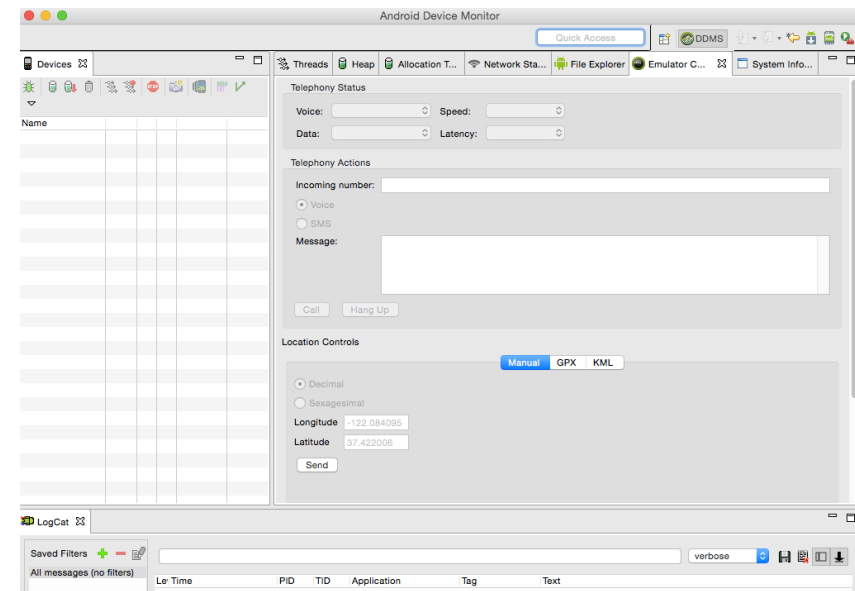 Android Device Monitor
Quick Access
DDMS
Devices
Threads
Heap
Allocation T...
Network Sta...
File Explorer
Emulator C...
System Info...
Name
Telephony Status
Voice:
Speed:
Data:
Latency:
Telephony Actions
Incoming number:
Voice
SMS
Message:
Call
Hang Up
Location Controls
Manual
GPX
KML
Decimal
Sexagesimal
Longitude -122.084095
Latitude 37.422006
Send
LogCat
Saved Filters
All messages (no filters)
verbose
Le Time PID TID Application Tag Text